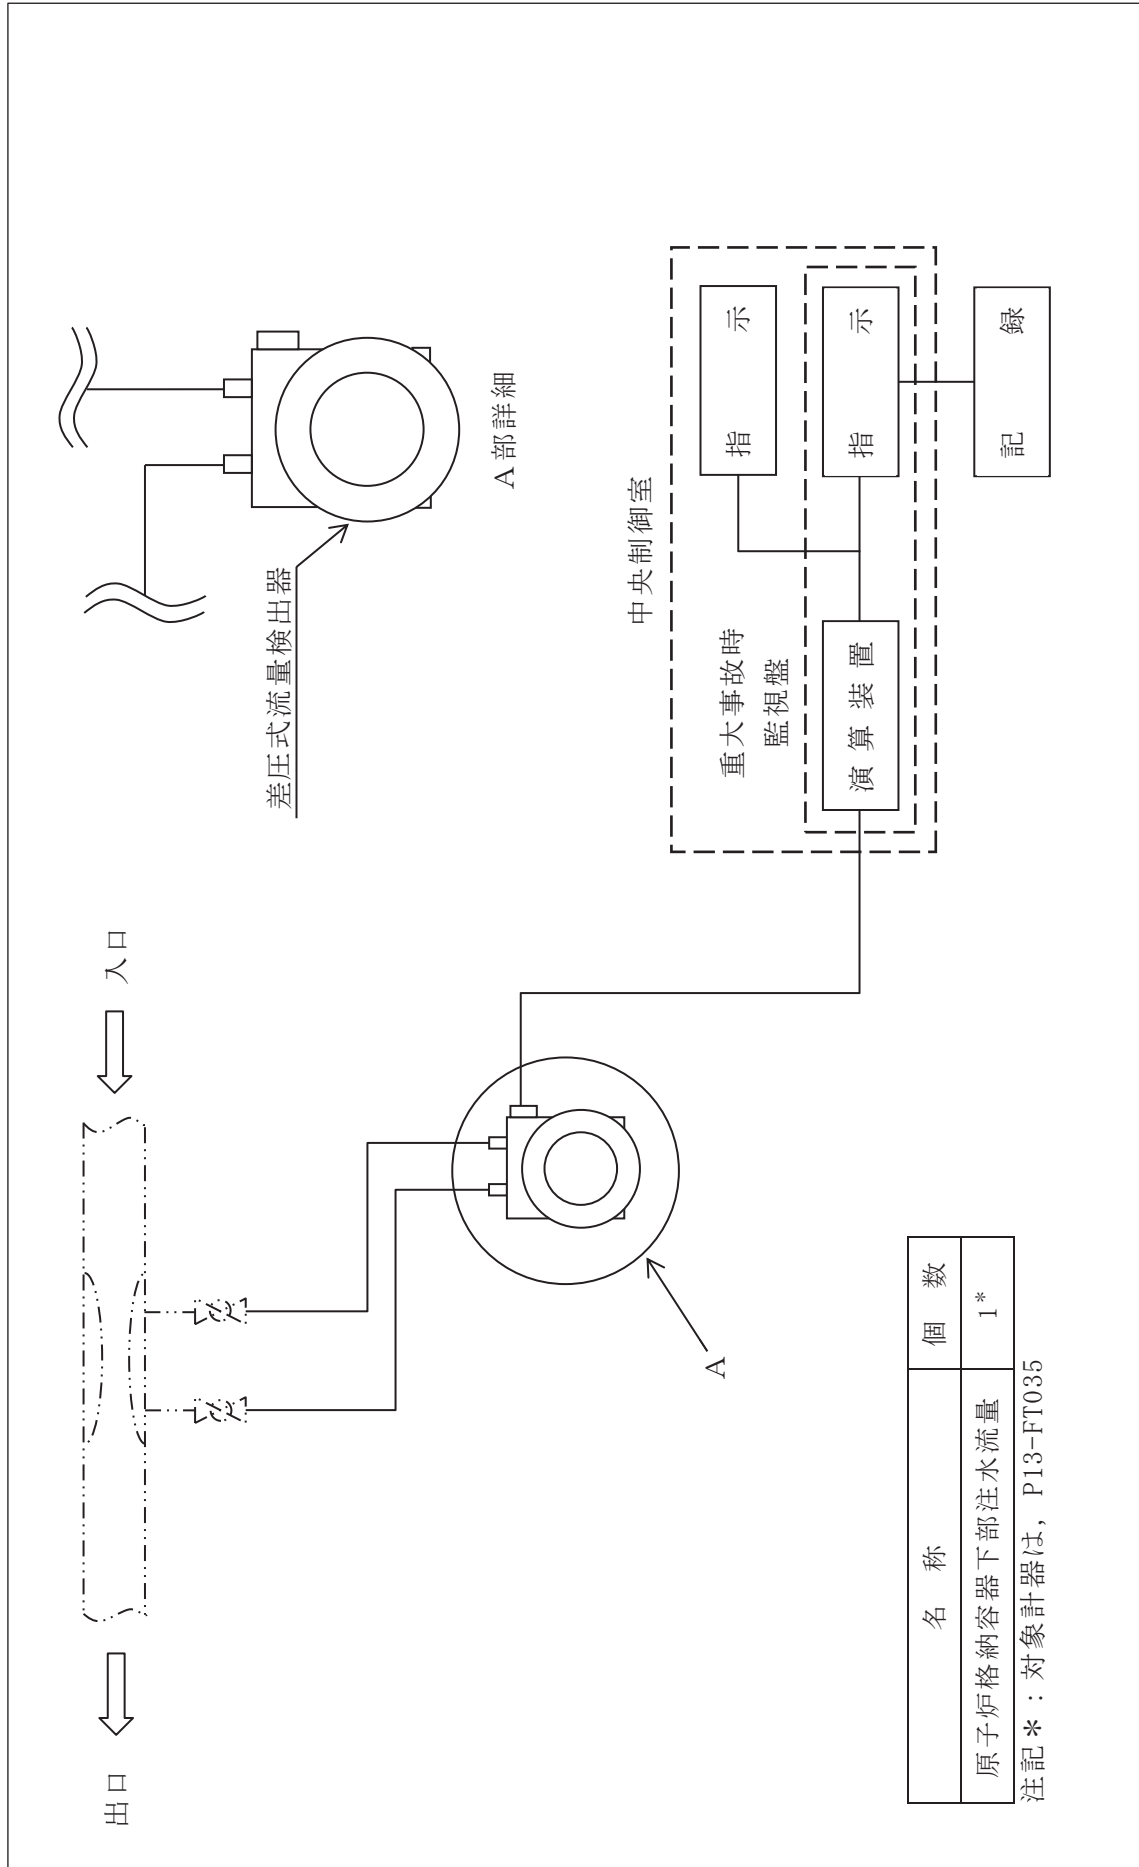 出口
入口
A
差圧式流量検出器
A部詳細
中央制御室
重大事故時
監視盤
演算装置
指示
指示
記録
名称 個数
原子炉格納容器下部注水流量 1*
注記*:対象計器は,P13-FT035